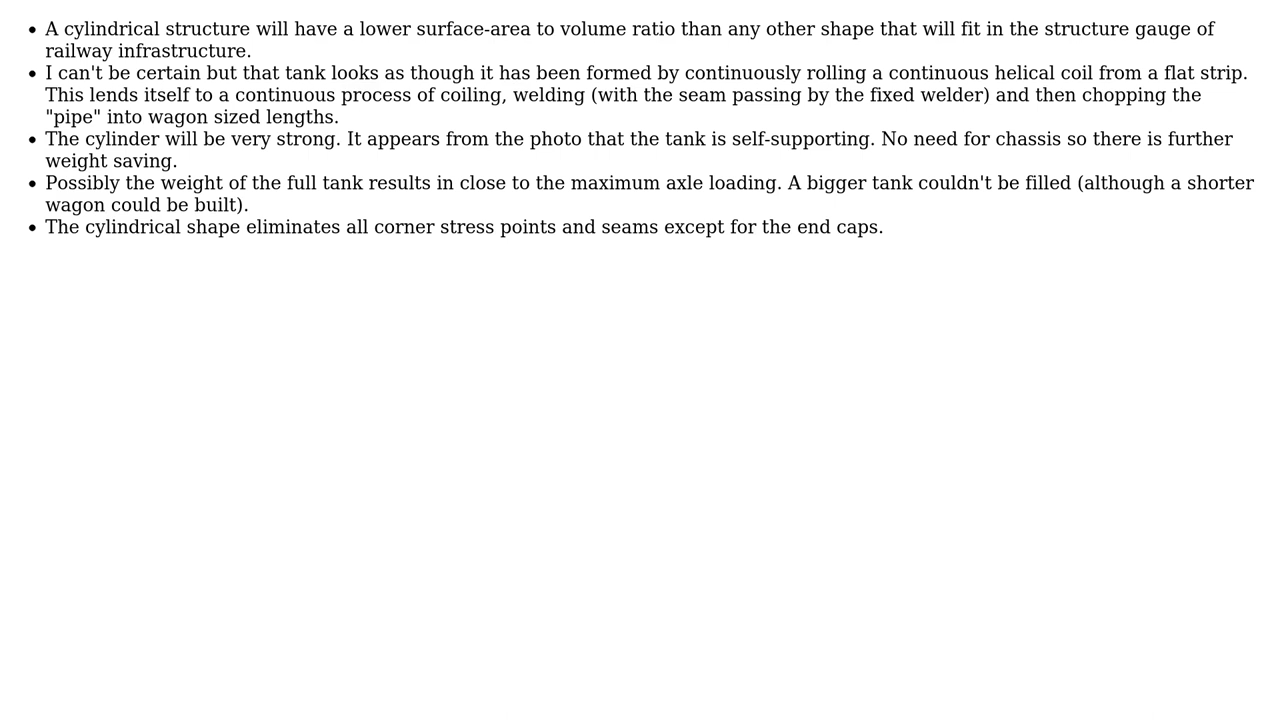 • A cylindrical structure will have a lower surface-area to volume ratio than any other shape that will fit in the structure gauge of
railway infrastructure.
• I can't be certain but that tank looks as though it has been formed by continuously rolling a continuous helical coil from a flat strip.
This lends itself to a continuous process of coiling, welding (with the seam passing by the fixed welder) and then chopping the
"pipe" into wagon sized lengths.
• The cylinder will be very strong. It appears from the photo that the tank is self-supporting. No need for chassis so there is further
weight saving.
• Possibly the weight of the full tank results in close to the maximum axle loading. A bigger tank couldn't be filled (although a shorter
wagon could be built).
• The cylindrical shape eliminates all corner stress points and seams except for the end caps.